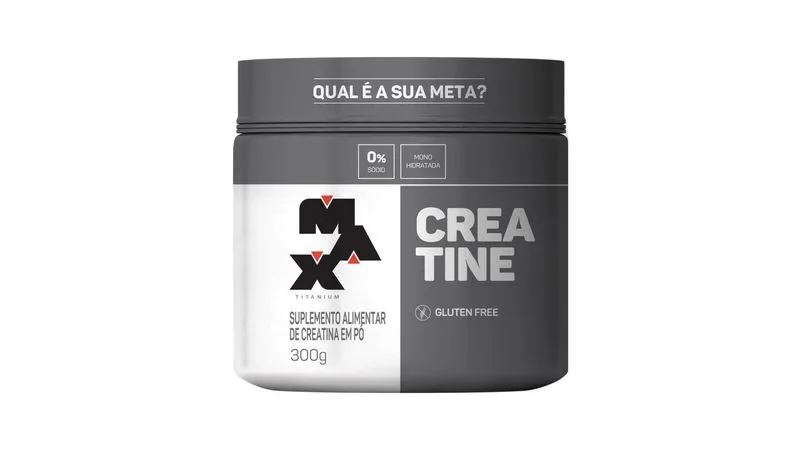 QUAL É A SUA META?
0%
SÓDIO
MONO
HIDRATADA
MAX
TITANIUM
SUPLEMENTO ALIMENTAR
DE CREATINA EM PÓ
300g
CREA
TINE
GLUTEN FREE